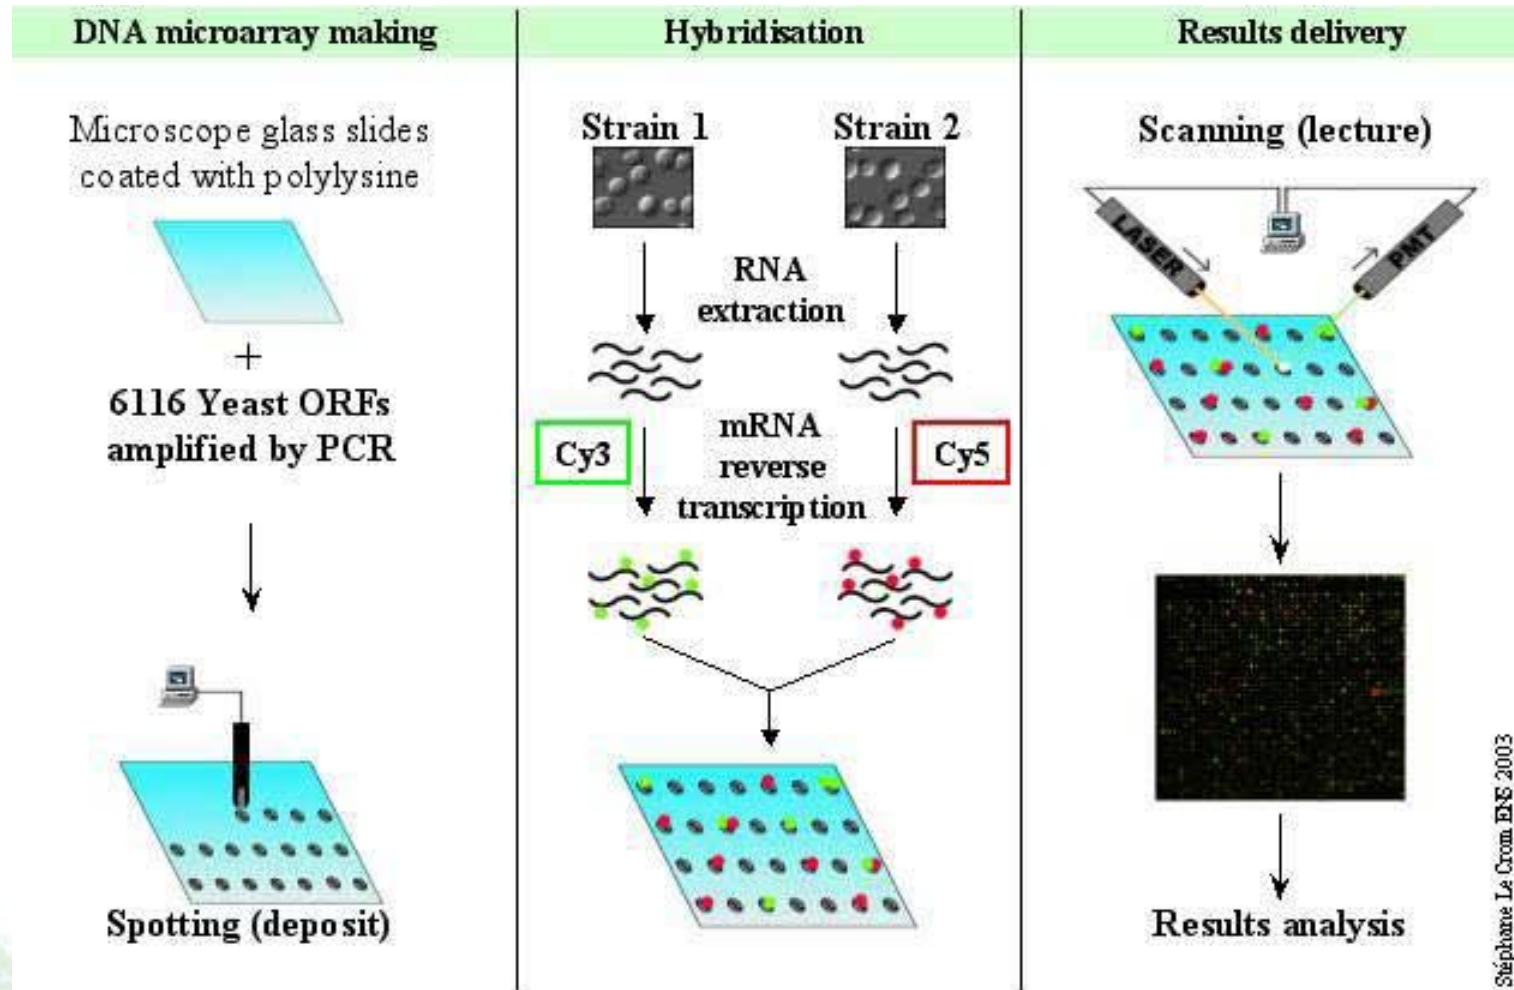 DNA microarray making
Microscope glass slides
coated with polylysine
+
6116 Yeast ORFs
amplified by PCR
Spotting (deposit)
Hybridisation
Strain 1
Strain 2
RNA
extraction
Cy3
mRNA
reverse
transcription
Cy5
Results delivery
Scanning (lecture)
LASER
PMT
Results analysis
Stéphane Le Crom ENS 2003